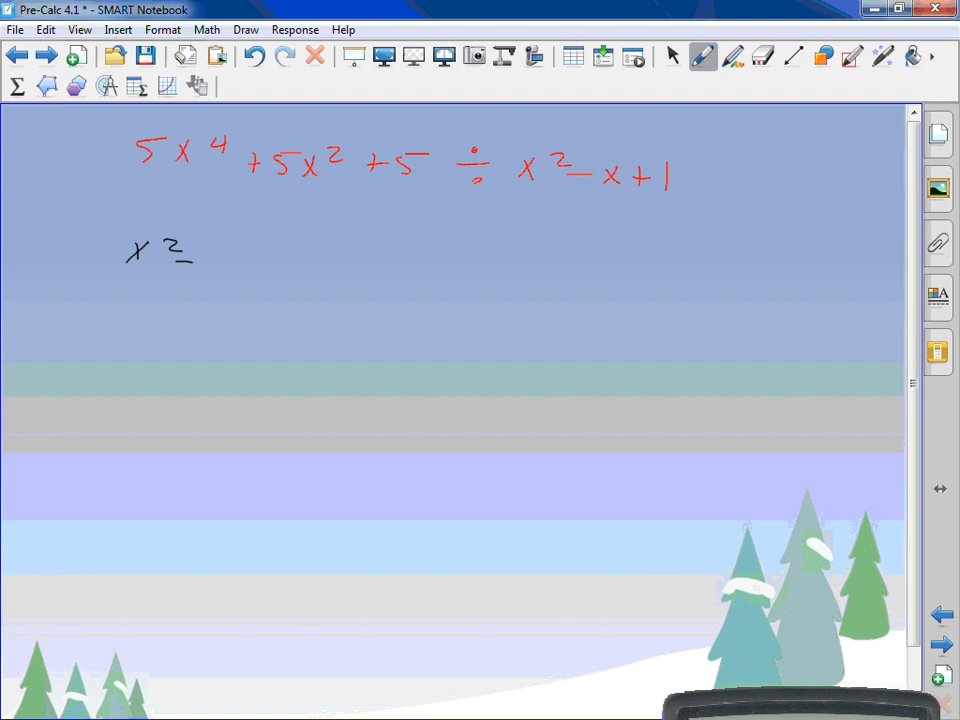 Pre-Calc 4.1 * - SMART Notebook
File Edit View Insert Format Math Draw Response Help
5x⁴ + 5x² + 5 ÷ x² - x + 1
x² -